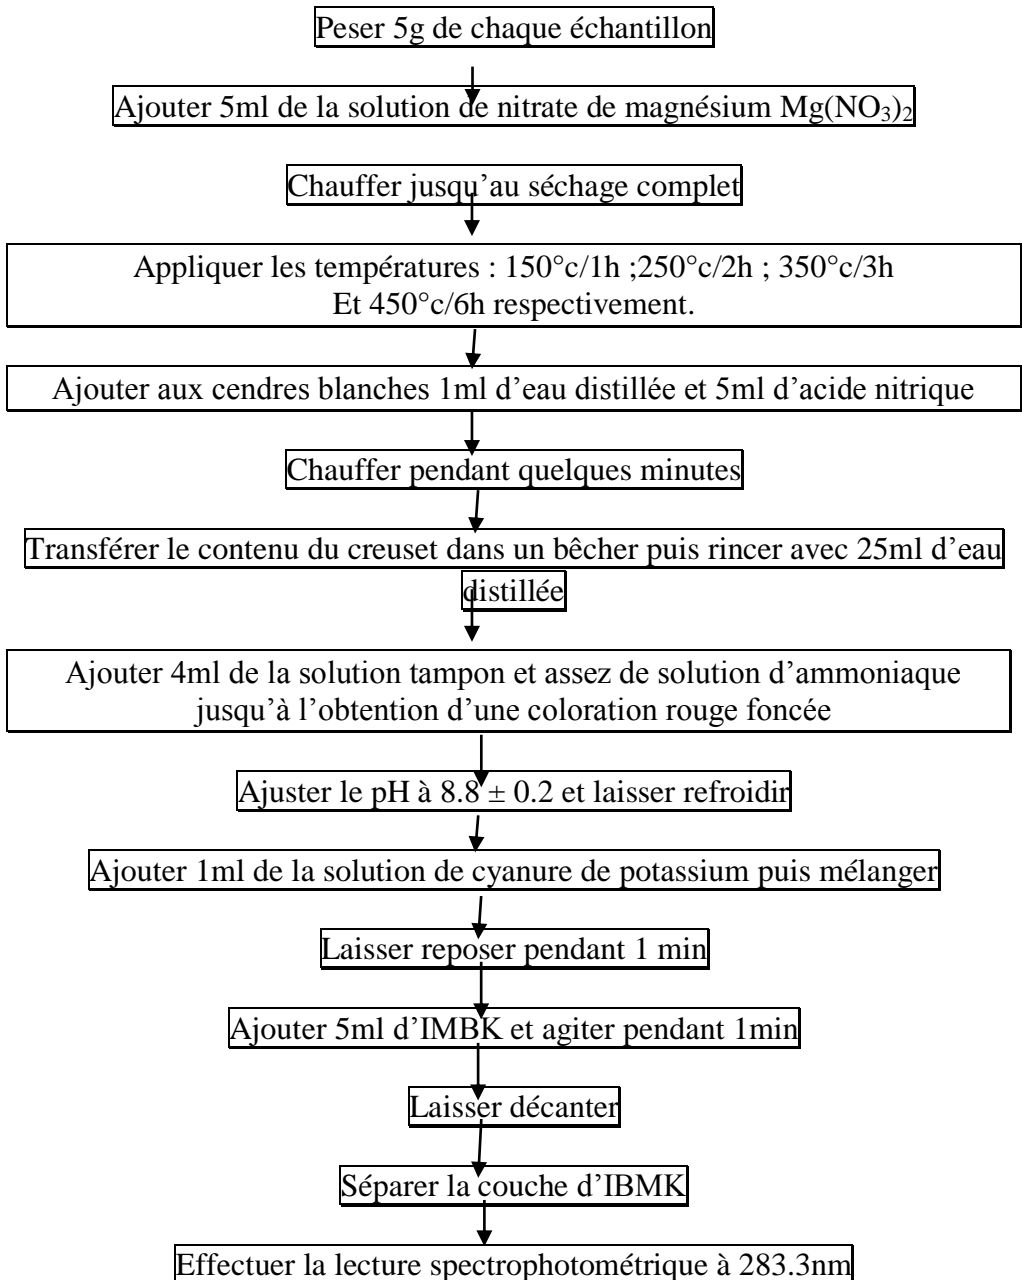 Peser 5g de chaque échantillon
Ajouter 5ml de la solution de nitrate de magnésium Mg(NO₃)₂
Chauffer jusqu’au séchage complet
Appliquer les températures : 150°c/1h ;250°c/2h ; 350°c/3h
Et 450°c/6h respectivement.
Ajouter aux cendres blanches 1ml d’eau distillée et 5ml d’acide nitrique
Chauffer pendant quelques minutes
Transférer le contenu du creuset dans un bêcher puis rincer avec 25ml d’eau
distillée
Ajouter 4ml de la solution tampon et assez de solution d’ammoniaque
jusqu’à l’obtention d’une coloration rouge foncée
Ajuster le pH à 8.8 ± 0.2 et laisser refroidir
Ajouter 1ml de la solution de cyanure de potassium puis mélanger
Laisser reposer pendant 1 min
Ajouter 5ml d’IMBK et agiter pendant 1min
Laisser décanter
Séparer la couche d’IBMK
Effectuer la lecture spectrophotométrique à 283.3nm